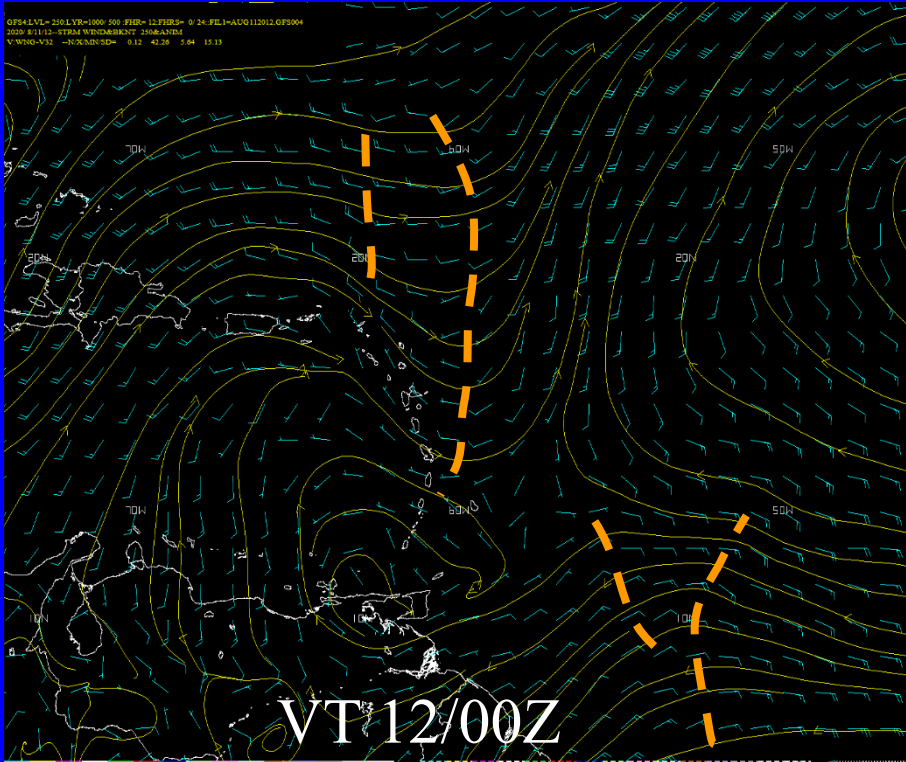 GFS4:LVL= 250:LYR=1000/ 500 :FHR= 12:FHRS= 0/ 24::FIL1=AUG112012.GFS004
2020/ 8/11/12--STRM WIND&BKNT 250&ANIM
V:WNG-V32 --N/X/MN/SD= 0.12 42.26 5.64 15.13
70W 60W 50W
20N 20N 20N
70W 60W 50W
10N 10N 10N
VT 12/00Z